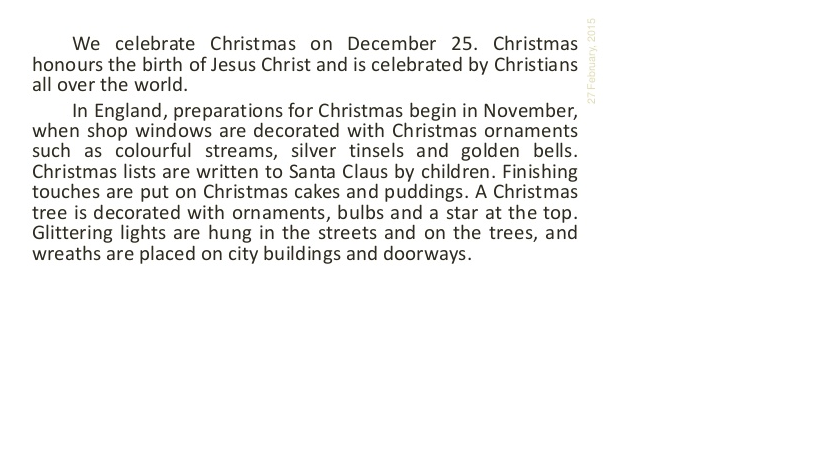 We celebrate Christmas on December 25. Christmas
honours the birth of Jesus Christ and is celebrated by Christians
all over the world.
In England, preparations for Christmas begin in November,
when shop windows are decorated with Christmas ornaments
such as colourful streams, silver tinsels and golden bells.
Christmas lists are written to Santa Claus by children. Finishing
touches are put on Christmas cakes and puddings. A Christmas
tree is decorated with ornaments, bulbs and a star at the top.
Glittering lights are hung in the streets and on the trees, and
wreaths are placed on city buildings and doorways.
27 February, 2015